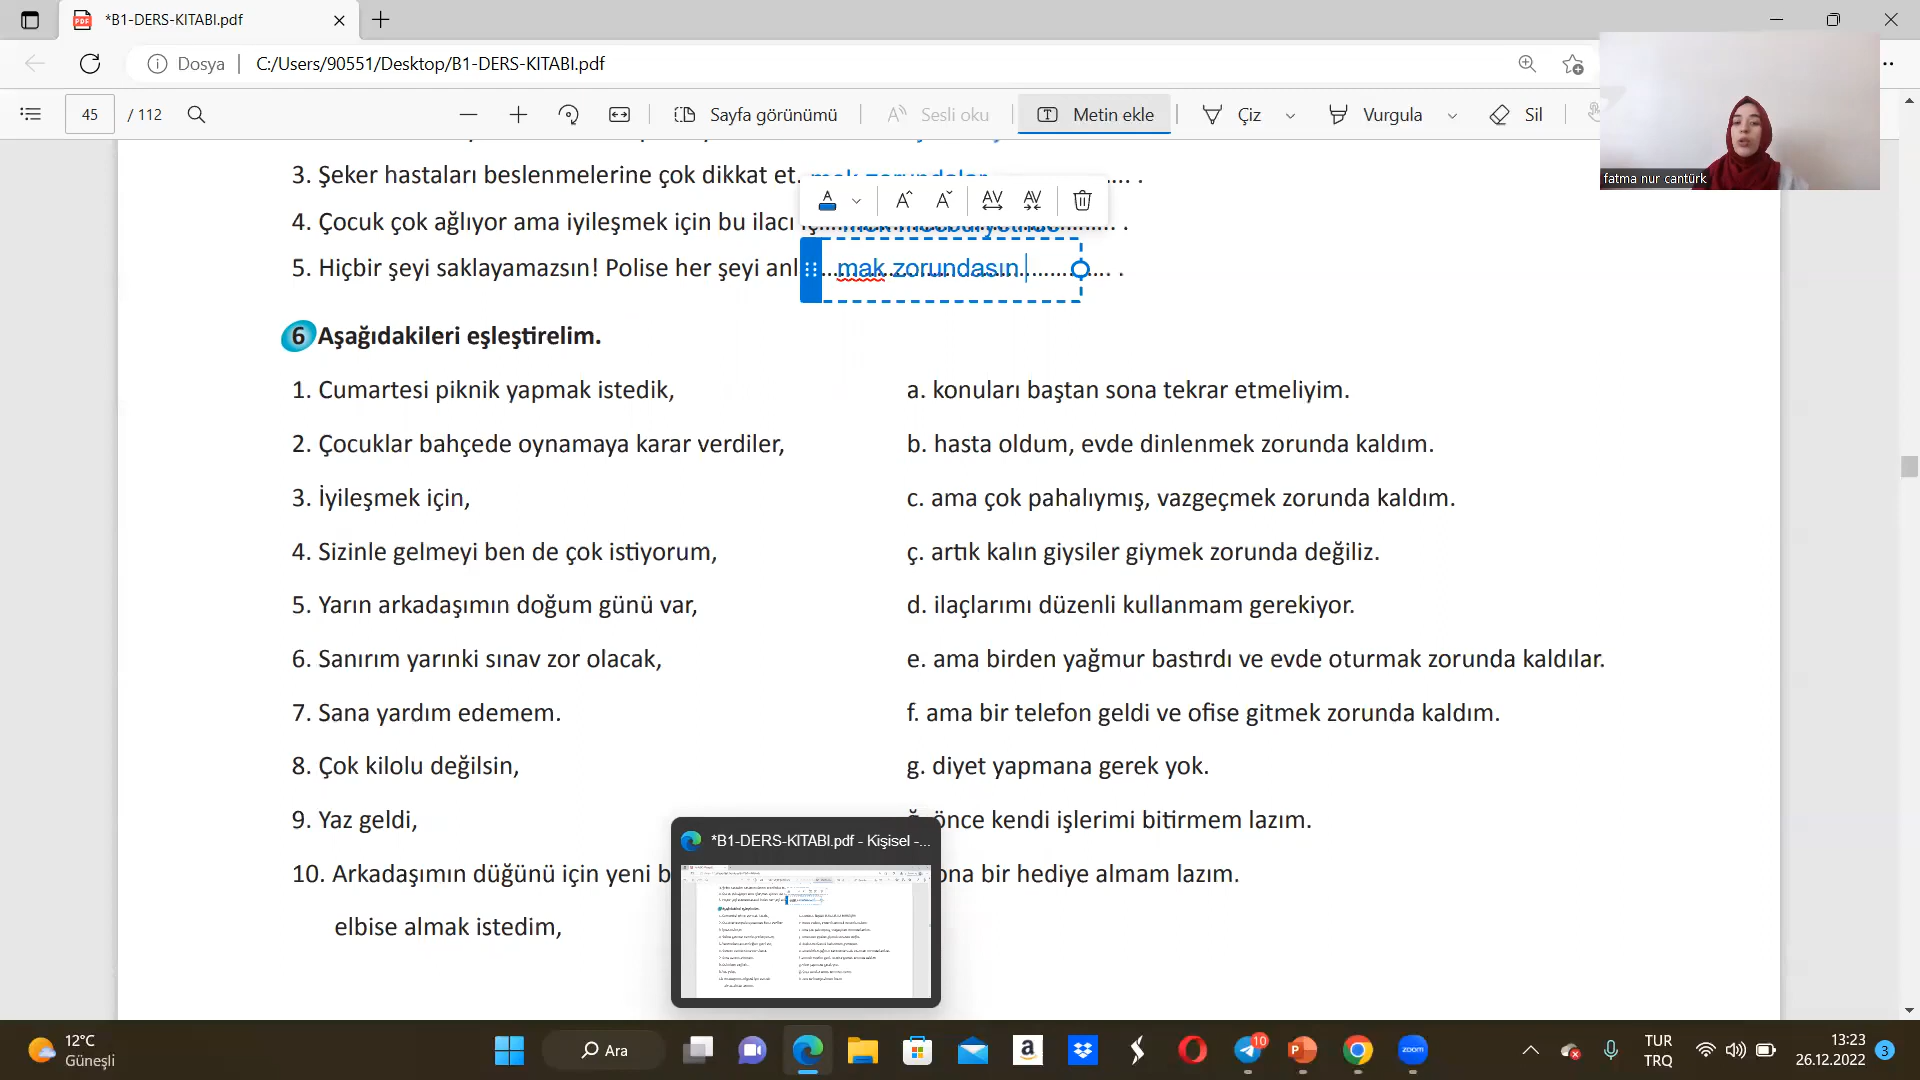 *B1-DERS-KITABI.pdf
Dosya
C:/Users/90551/Desktop/B1-DERS-KITABI.pdf
45 / 112
Sayfa görünümü
Sesli oku
Metin ekle
Çiz
Vurgula
Sil
fatma nur cantürk
3. Şeker hastaları beslenmelerine çok dikkat et.
4. Çocuk çok ağlıyor ama iyileşmek için bu ilacı iç
5. Hiçbir şeyi saklayamazsın! Polise her şeyi anl mak zorundasın
6 Aşağıdakileri eşleştirelim.
1. Cumartesi piknik yapmak istedik,
2. Çocuklar bahçede oynamaya karar verdiler,
3. İyileşmek için,
4. Sizinle gelmeyi ben de çok istiyorum,
5. Yarın arkadaşımın doğum günü var,
6. Sanırım yarınki sınav zor olacak,
7. Sana yardım edemem.
8. Çok kilolu değilsin,
9. Yaz geldi,
10. Arkadaşımın düğünü için yeni b
elbise almak istedim,
a. konuları baştan sona tekrar etmeliyim.
b. hasta oldum, evde dinlenmek zorunda kaldım.
c. ama çok pahalıymış, vazgeçmek zorunda kaldım.
ç. artık kalın giysiler giymek zorunda değiliz.
d. ilaçlarımı düzenli kullanmam gerekiyor.
e. ama birden yağmur bastırdı ve evde oturmak zorunda kaldılar.
f. ama bir telefon geldi ve ofise gitmek zorunda kaldım.
g. diyet yapmana gerek yok.
önce kendi işlerimi bitirmem lazım.
ona bir hediye almam lazım.
*B1-DERS-KITABI.pdf - Kişisel -...
12°C
Güneşli
Ara
10
zoom
TUR
TRQ
13:23
26.12.2022
3